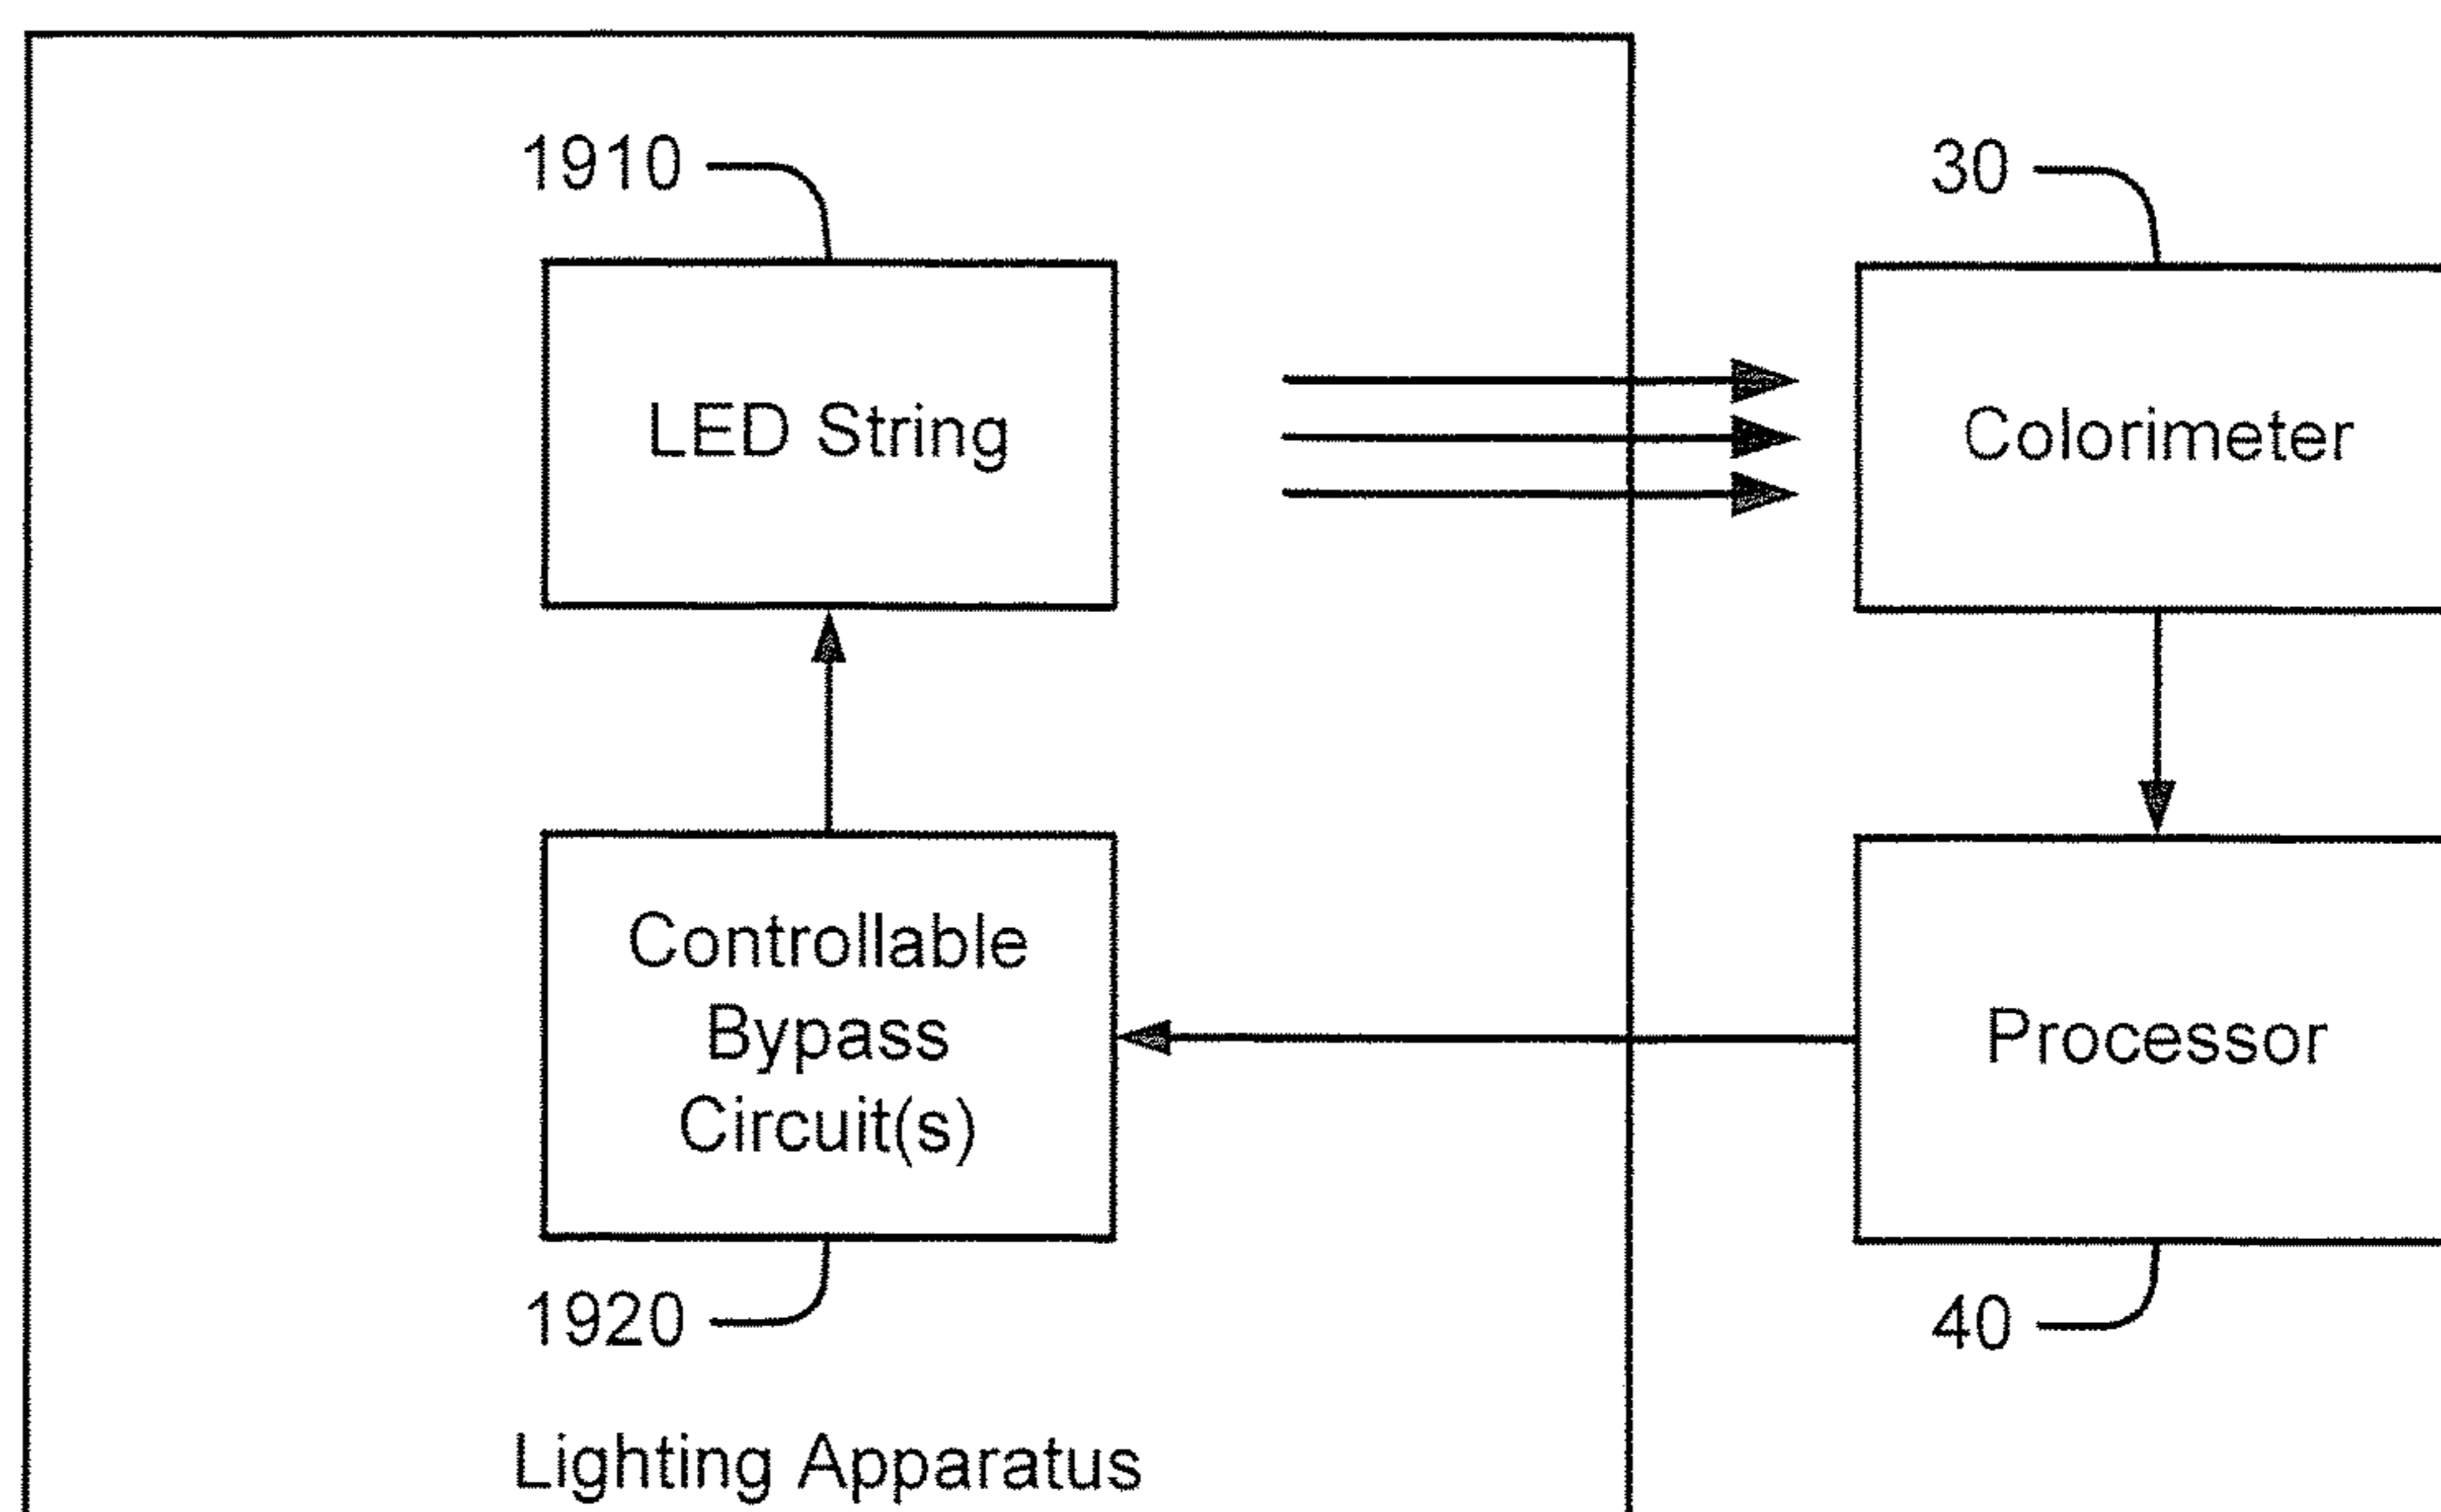 1910
30
LED String
Colorimeter
Controllable
Bypass
Circuit(s)
Processor
1920
40
Lighting Apparatus